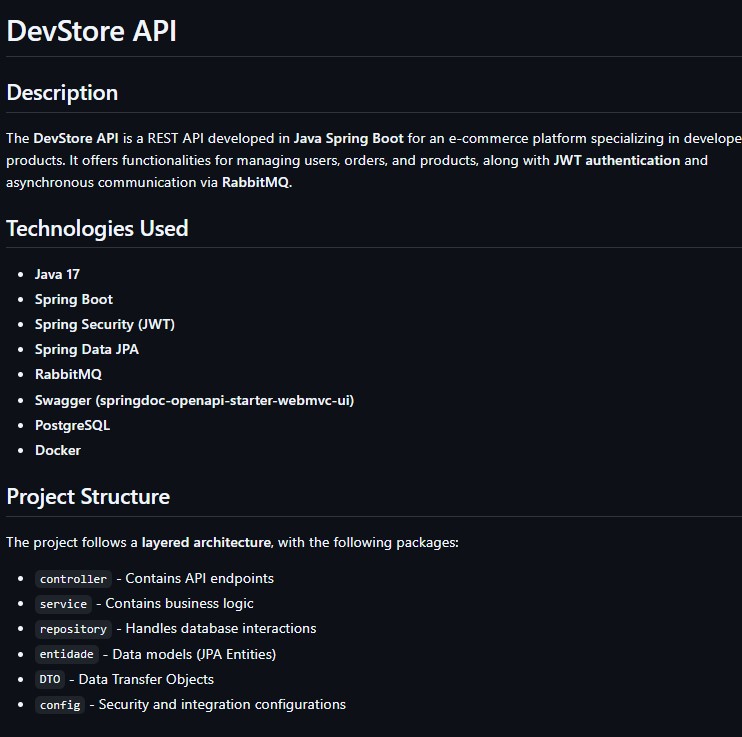 DevStore API
Description
The DevStore API is a REST API developed in Java Spring Boot for an e-commerce platform specializing in develope
products. It offers functionalities for managing users, orders, and products, along with JWT authentication and
asynchronous communication via RabbitMQ.
Technologies Used
• Java 17
• Spring Boot
• Spring Security (JWT)
• Spring Data JPA
• RabbitMQ
• Swagger (springdoc-openapi-starter-webmvc-ui)
• PostgreSQL
• Docker
Project Structure
The project follows a layered architecture, with the following packages:
• controller - Contains API endpoints
• service - Contains business logic
• repository - Handles database interactions
• entidade - Data models (JPA Entities)
• DTO - Data Transfer Objects
• config - Security and integration configurations